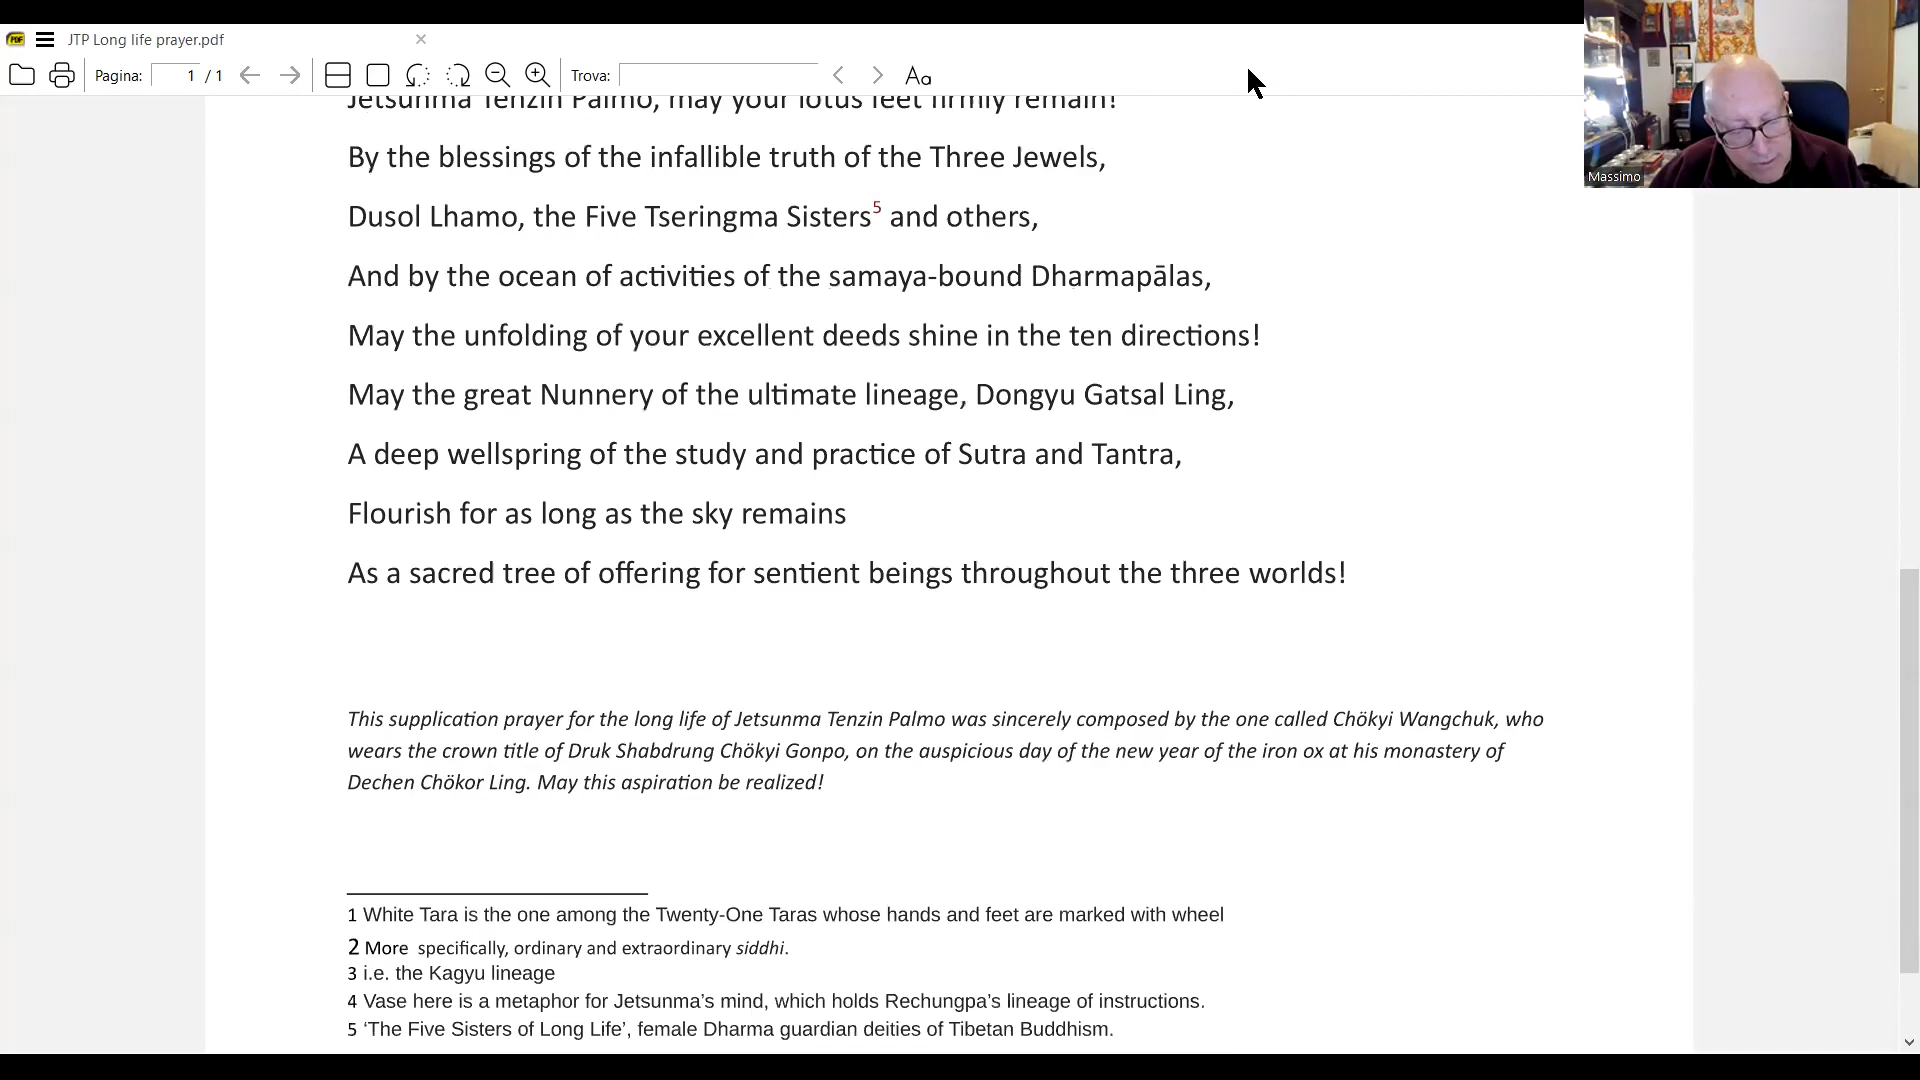 JTP Long life prayer.pdf
Pagina: 1 / 1 Trova:
Massimo
Jetsunma Tenzin Palmo, may your lotus feet firmly remain!
By the blessings of the infallible truth of the Three Jewels,
Dusol Lhamo, the Five Tseringma Sisters5 and others,
And by the ocean of activities of the samaya-bound Dharmapālas,
May the unfolding of your excellent deeds shine in the ten directions!
May the great Nunnery of the ultimate lineage, Dongyu Gatsal Ling,
A deep wellspring of the study and practice of Sutra and Tantra,
Flourish for as long as the sky remains
As a sacred tree of offering for sentient beings throughout the three worlds!
This supplication prayer for the long life of Jetsunma Tenzin Palmo was sincerely composed by the one called Chökyi Wangchuk, who
wears the crown title of Druk Shabdrung Chökyi Gonpo, on the auspicious day of the new year of the iron ox at his monastery of
Dechen Chökor Ling. May this aspiration be realized!
1 White Tara is the one among the Twenty-One Taras whose hands and feet are marked with wheel
2 More specifically, ordinary and extraordinary siddhi.
3 i.e. the Kagyu lineage
4 Vase here is a metaphor for Jetsunma’s mind, which holds Rechungpa’s lineage of instructions.
5 ‘The Five Sisters of Long Life’, female Dharma guardian deities of Tibetan Buddhism.